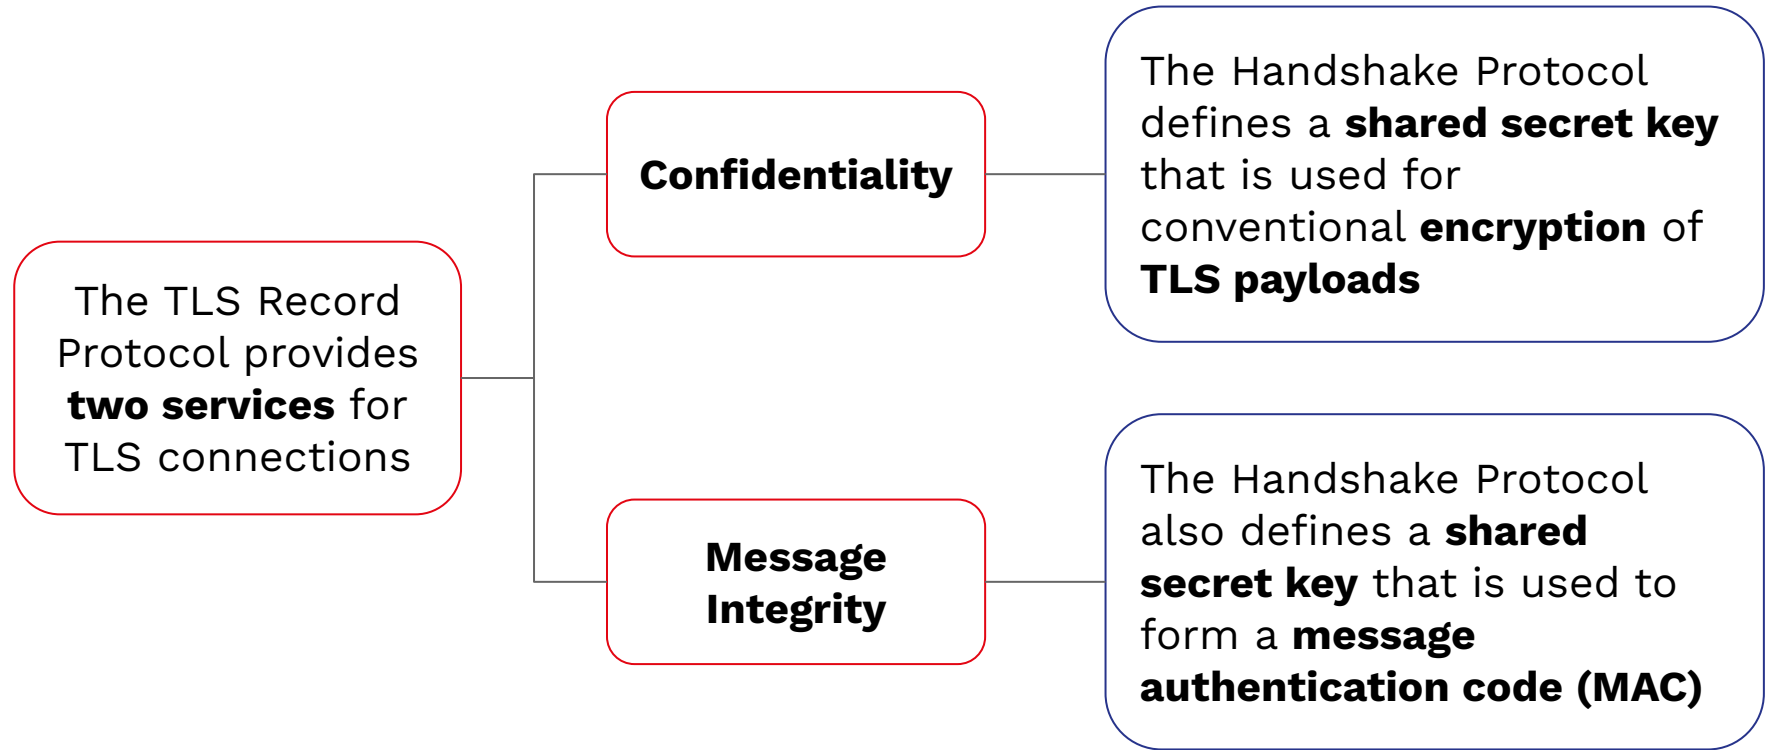 The TLS Record
Protocol provides
two services for
TLS connections
Confidentiality
The Handshake Protocol
defines a shared secret key
that is used for
conventional encryption of
TLS payloads
Message
Integrity
The Handshake Protocol
also defines a shared
secret key that is used to
form a message
authentication code (MAC)